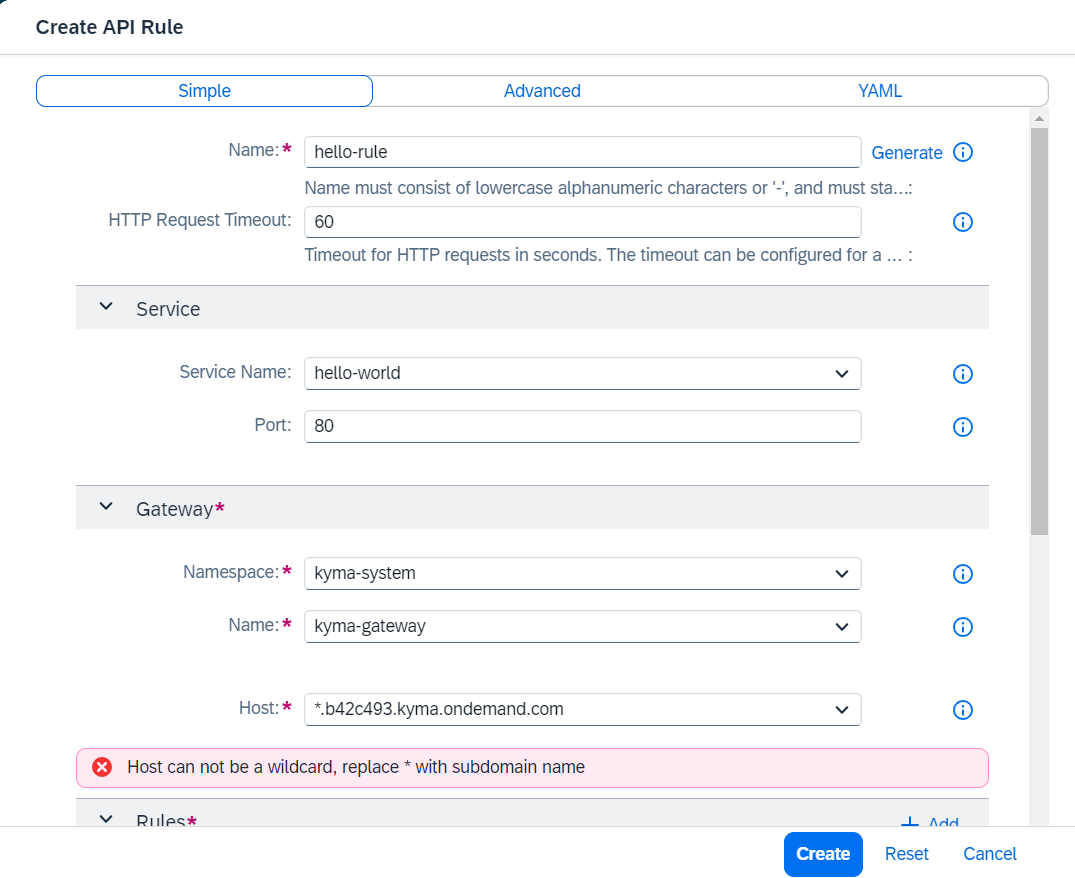 Create API Rule
Simple Advanced YAML
Name:* hello-rule Generate
Name must consist of lowercase alphanumeric characters or '-', and must sta...:
HTTP Request Timeout: 60
Timeout for HTTP requests in seconds. The timeout can be configured for a ... :
Service
Service Name: hello-world
Port: 80
Gateway*
Namespace:* kyma-system
Name:* kyma-gateway
Host:* *.b42c493.kyma.ondemand.com
Host can not be a wildcard, replace * with subdomain name
Rules* + Add
Create Reset Cancel